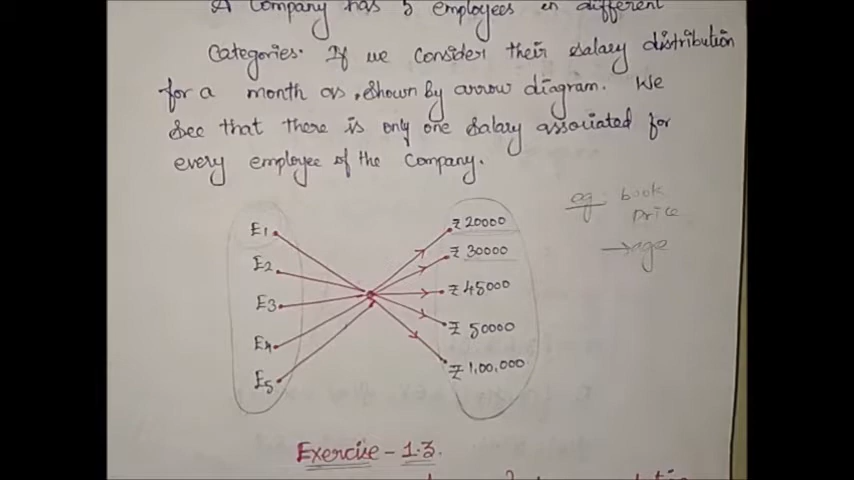 A Company has 5 employees in different
Categories. If we consider their salary distribution
for a month as, shown by arrow diagram. We
See that there is only one Salary associated for
every employee of the Company.
eg. book
price
→ age
E1
E2
E3
E4
E5
₹ 20000
₹ 30000
₹ 45000
₹ 50000
₹ 1,00,000
Exercise - 1.3.